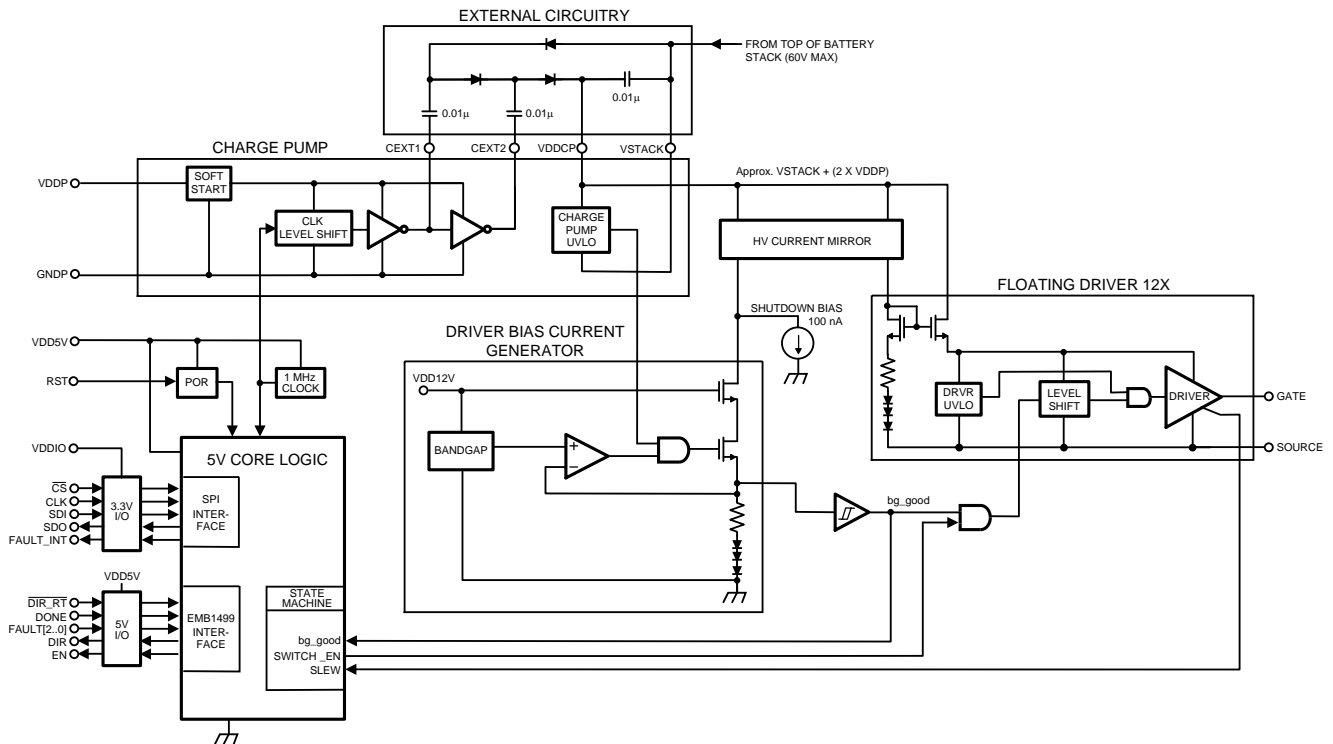 EXTERNAL CIRCUITRY
FROM TOP OF BATTERY
STACK (60V MAX)
0.01μ
0.01μ
0.01μ
CHARGE PUMP
CEXT1
CEXT2
VDDCP
VSTACK
VDDP
SOFT
START
Approx. VSTACK + (2 X VDDP)
CLK
LEVEL SHIFT
CHARGE
PUMP
UVLO
HV CURRENT MIRROR
GNDP
FLOATING DRIVER 12X
SHUTDOWN BIAS
100 nA
DRIVER BIAS CURRENT
GENERATOR
VDD5V
RST
POR
1 MHz
CLOCK
VDD12V
DRVR
UVLO
LEVEL
SHIFT
DRIVER
GATE
SOURCE
VDDIO
5V CORE LOGIC
BANDGAP
+
−
CS
CLK
SDI
SDO
FAULT_INT
3.3V
I/O
SPI
INTER-
FACE
bg_good
VDD5V
DIR_RT
DONE
FAULT[2..0]
DIR
EN
5V
I/O
EMB1499
INTER-
FACE
STATE
MACHINE
bg_good
SWITCH _EN
SLEW